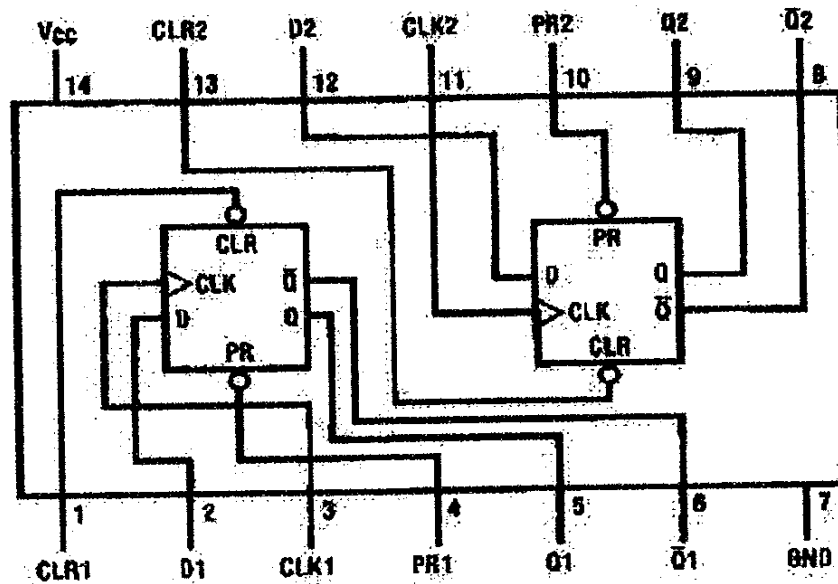 Vcc CLR2 D2 CLK2 PR2 Q2 Q̅2
14 13 12 11 10 9 8
CLR PR
CLK Q̅ D Q
D Q CLK Q̅
PR CLR
1 2 3 4 5 6 7
CLR1 D1 CLK1 PR1 Q1 Q̅1 GND